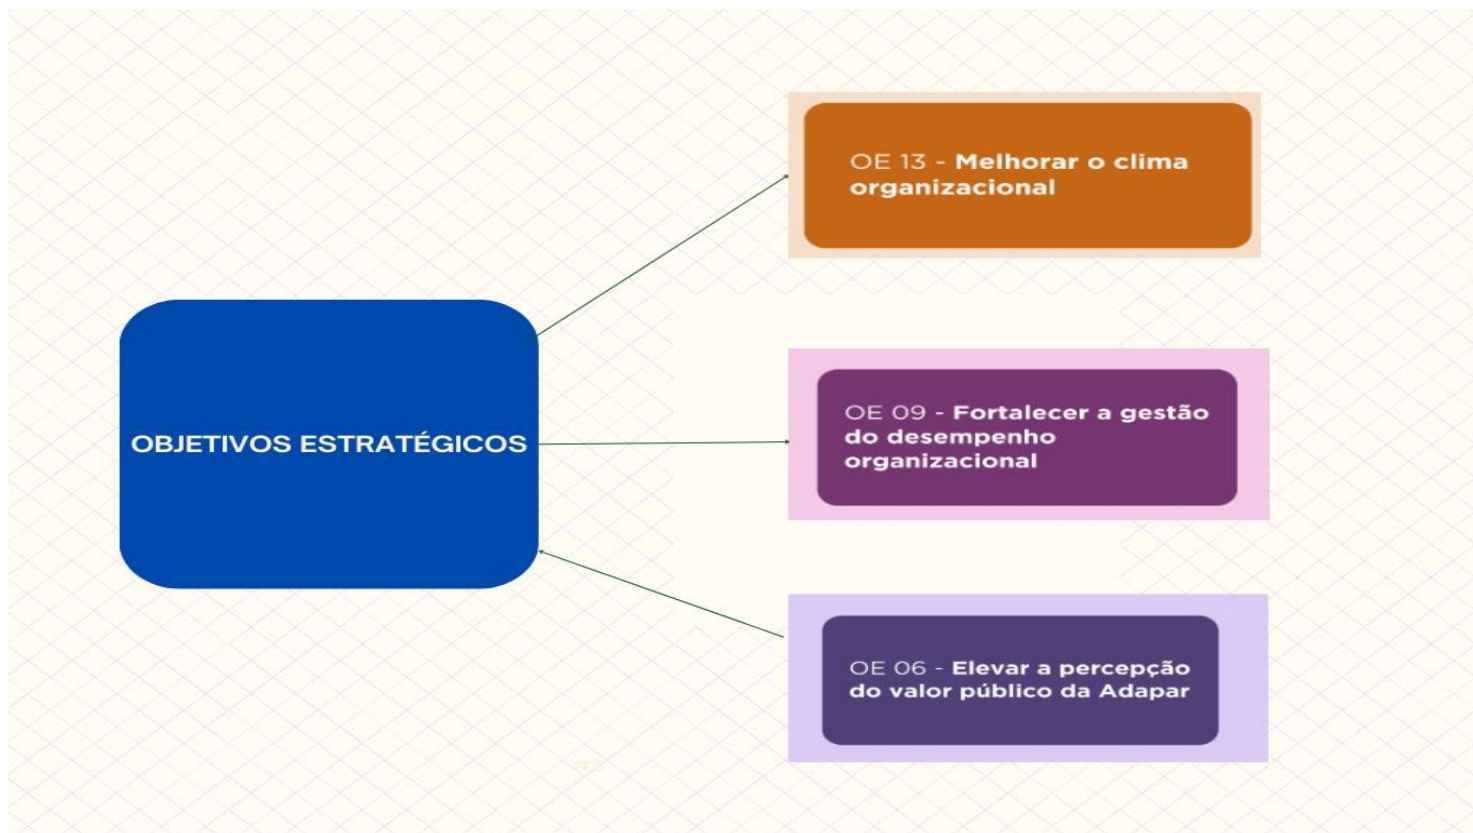 OE 13 - Melhorar o clima
organizacional
OBJETIVOS ESTRATÉGICOS
OE 09 - Fortalecer a gestão
do desempenho
organizacional
OE 06 - Elevar a percepção
do valor público da Adapar